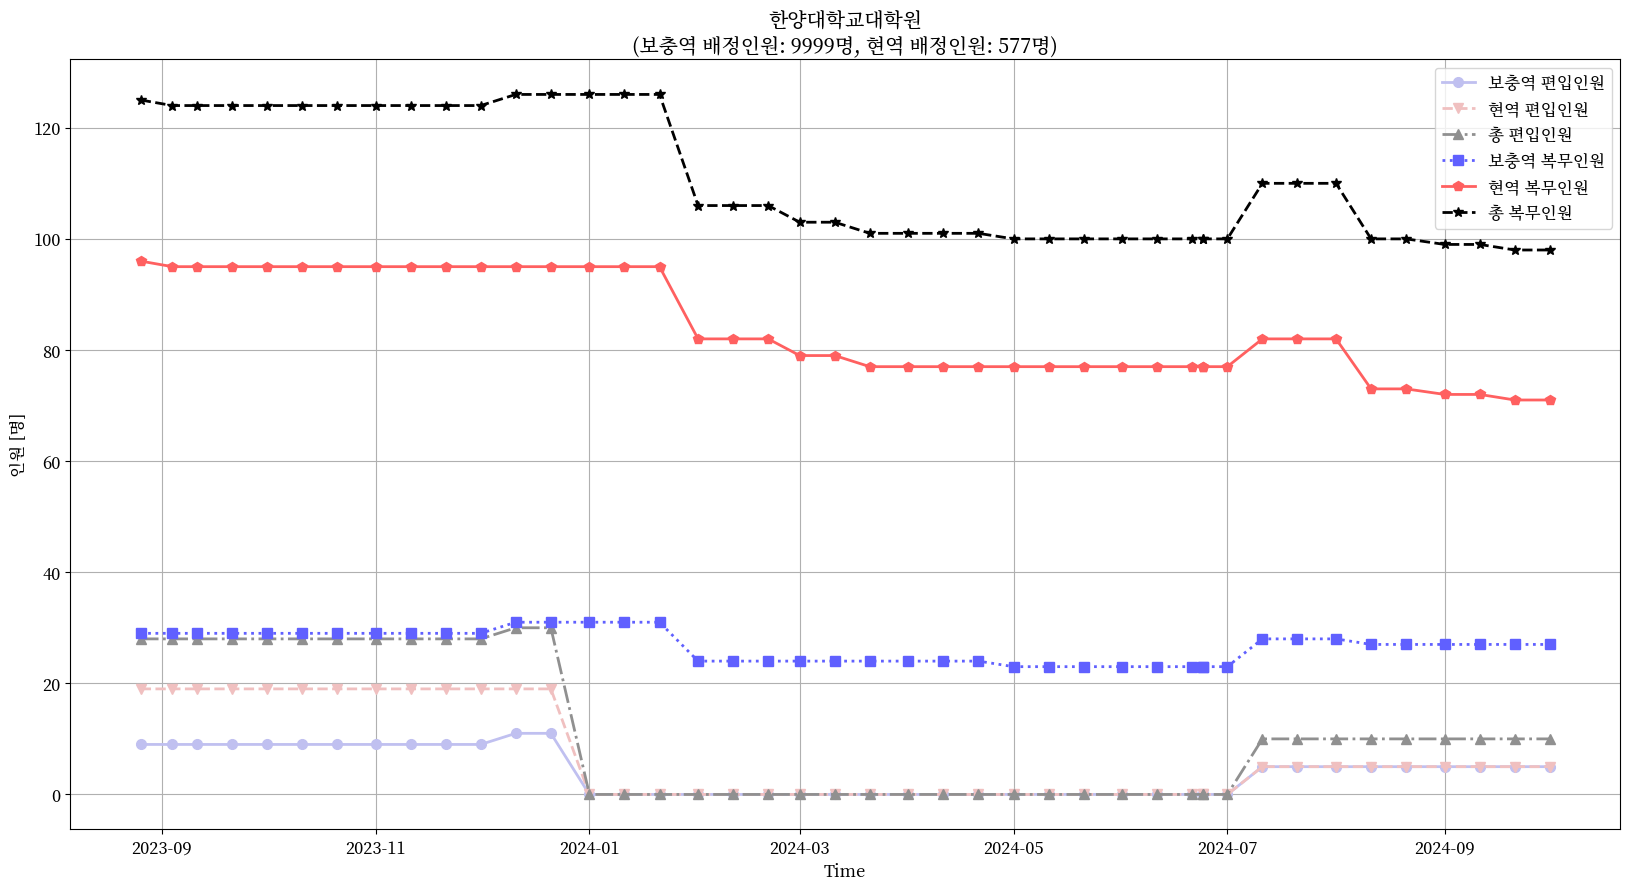 한양대학교대학원
(보충역 배정인원: 9999명, 현역 배정인원: 577명)
보충역 편입인원
현역 편입인원
총 편입인원
보충역 복무인원
현역 복무인원
총 복무인원
인원 [명]
120
100
80
60
40
20
0
2023-09
2023-11
2024-01
2024-03
2024-05
2024-07
2024-09
Time